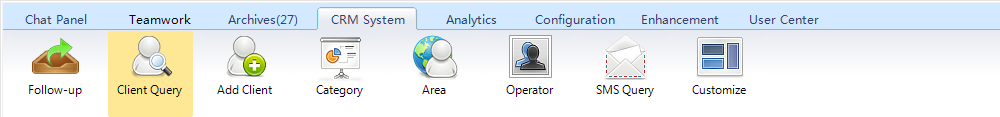 Chat Panel Teamwork Archives(27) CRM System Analytics Configuration Enhancement User Center
Follow-up Client Query Add Client Category Area Operator SMS Query Customize